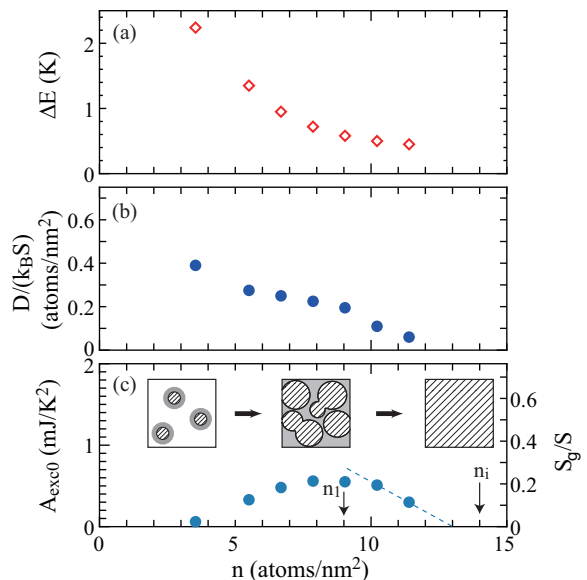 (a)
2
1
0
ΔE (K)
(b)
0.6
0.4
0.2
0
D/(k_BS)
(atoms/nm²)
(c)
2
1
0
A_exc0 (mJ/K²)
0.6
0.4
0.2
0
S_g/S
n_1
n_i
0 5 10 15
n (atoms/nm²)